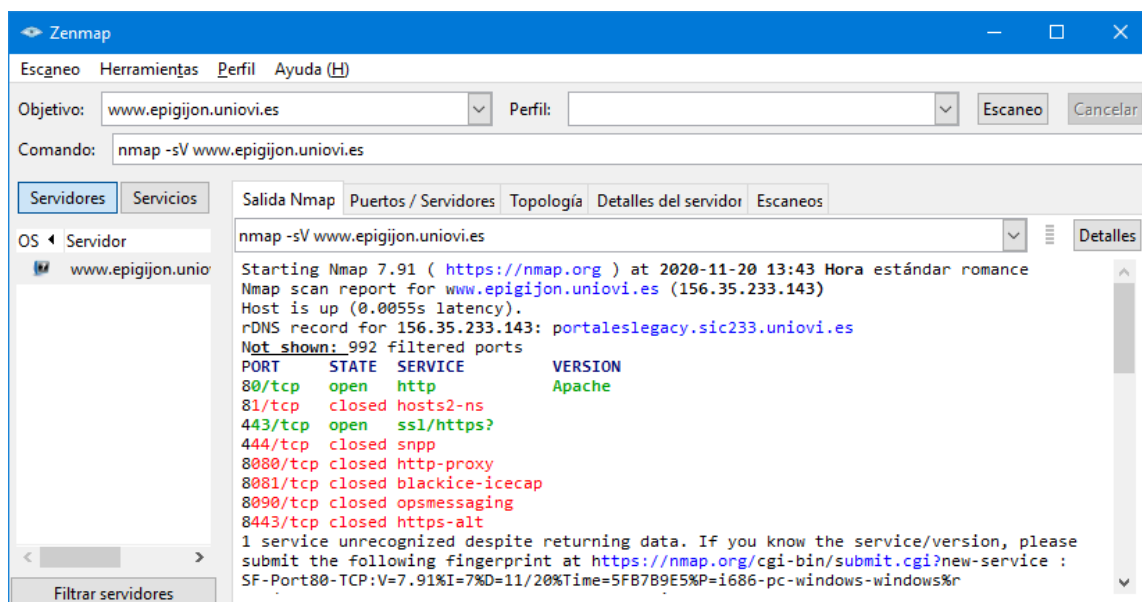 Zenmap
Escaneo Herramientas Perfil Ayuda (H)
Objetivo: www.epigijon.uniovi.es Perfil: Escaneo Cancelar
Comando: nmap -sV www.epigijon.uniovi.es
Servidores Servicios Salida Nmap Puertos / Servidores Topología Detalles del servidor Escaneos
OS Servidor nmap -sV www.epigijon.uniovi.es Detalles
www.epigijon.unio
Starting Nmap 7.91 ( https://nmap.org ) at 2020-11-20 13:43 Hora estándar romance
Nmap scan report for www.epigijon.uniovi.es (156.35.233.143)
Host is up (0.0055s latency).
rDNS record for 156.35.233.143: portaleslegacy.sic233.uniovi.es
Not shown: 992 filtered ports
PORT STATE SERVICE VERSION
80/tcp open http Apache
81/tcp closed hosts2-ns
443/tcp open ssl/https?
444/tcp closed snpp
8080/tcp closed http-proxy
8081/tcp closed blackice-icecap
8090/tcp closed opsmessaging
8443/tcp closed https-alt
1 service unrecognized despite returning data. If you know the service/version, please
submit the following fingerprint at https://nmap.org/cgi-bin/submit.cgi?new-service :
SF-Port80-TCP:V=7.91%I=7%D=11/20%Time=5FB7B9E5%P=i686-pc-windows-windows%r
Filtrar servidores